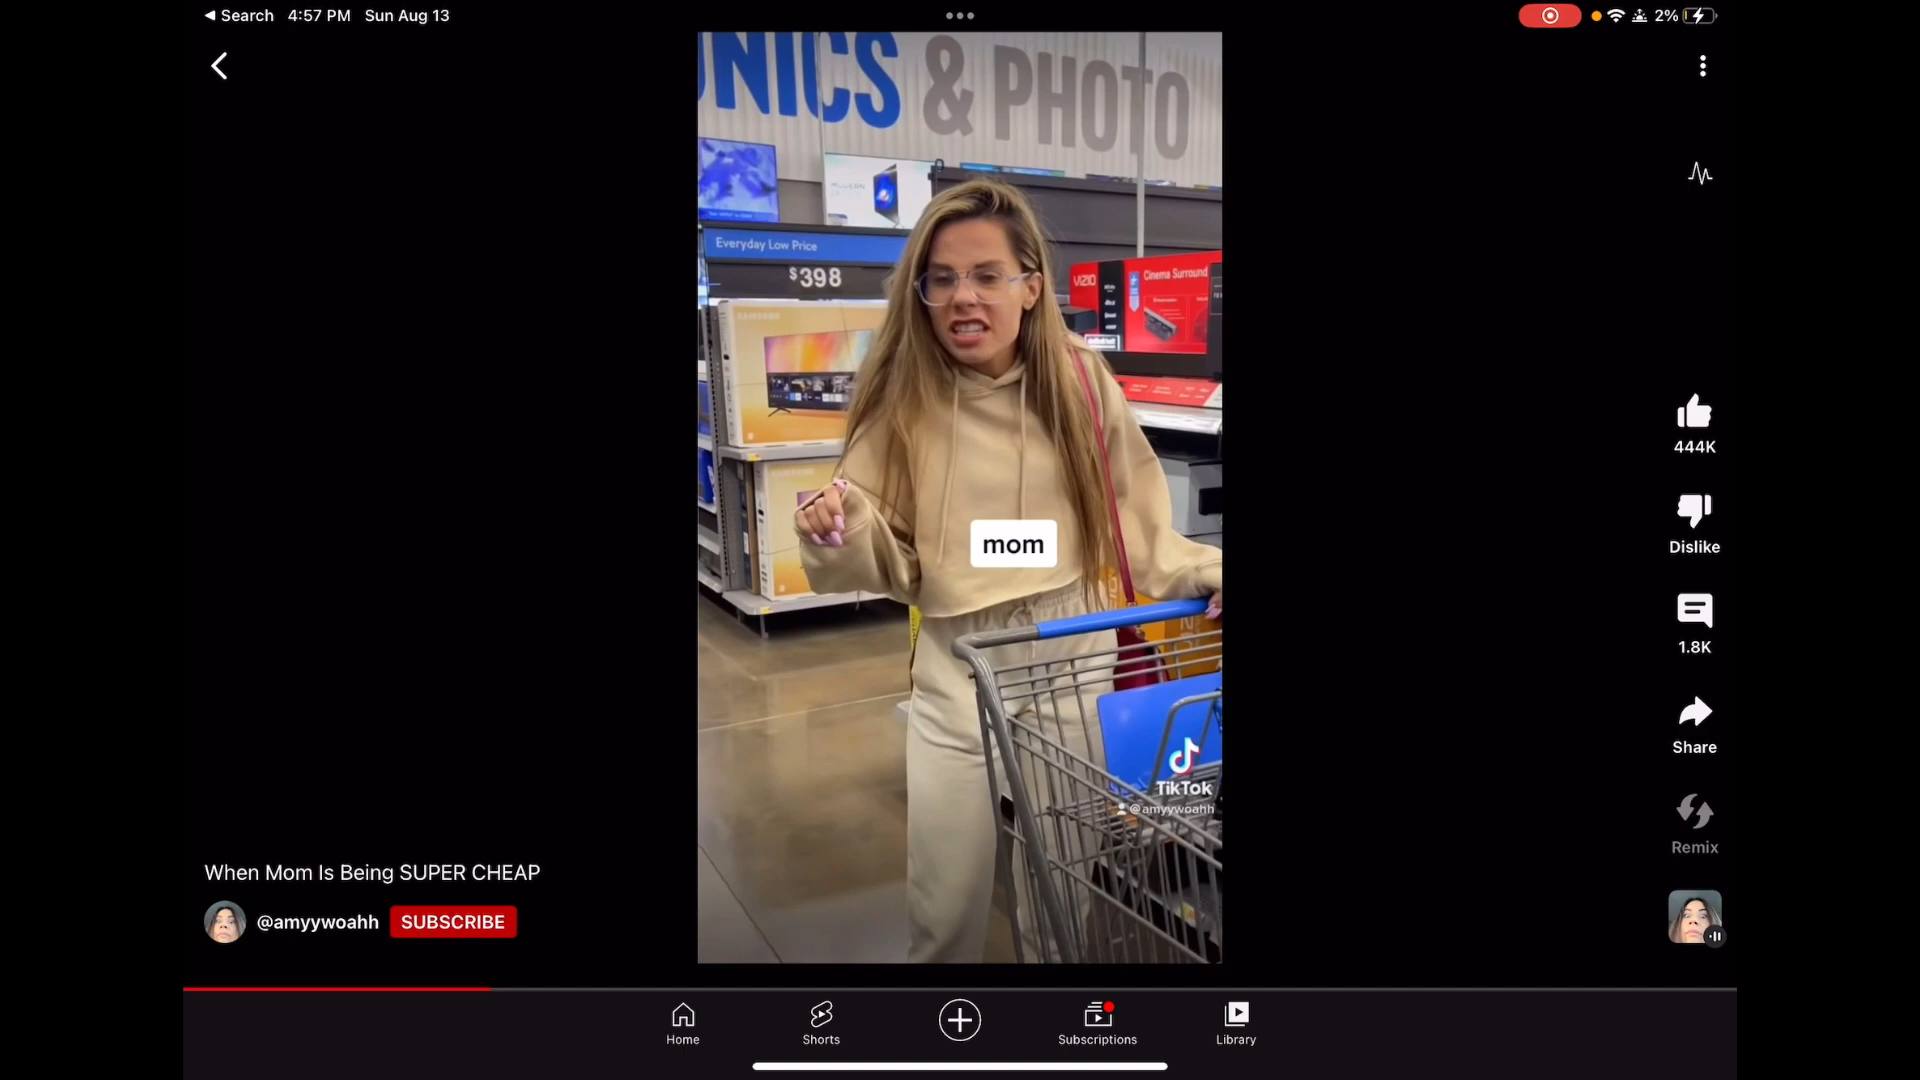 Search 4:57 PM Sun Aug 13
2%
NICS & PHOTO
Everyday Low Price
$398
SAMSUNG
VIZIO
Cinema Surround
mom
TikTok
@amyywoahh
444K
Dislike
1.8K
Share
Remix
When Mom Is Being SUPER CHEAP
@amyywoahh SUBSCRIBE
Home
Shorts
Subscriptions
Library